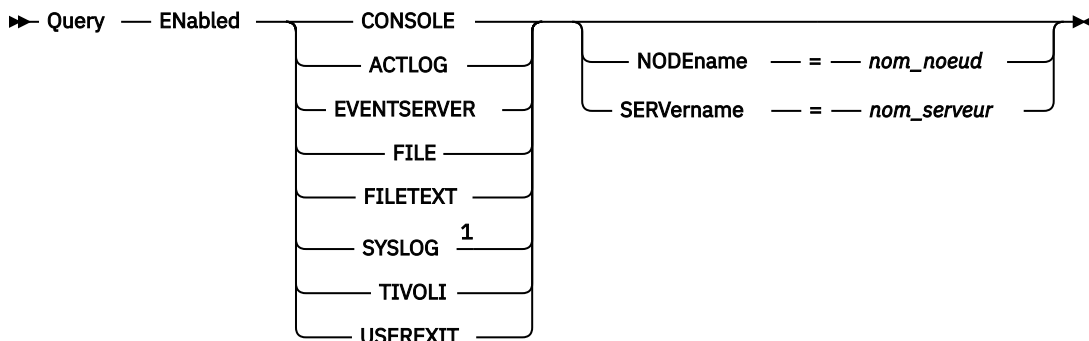 Query ENabled CONSOLE
ACTLOG NODEname = nom_noeud
EVENTSERVER SERVername = nom_serveur
FILE
FILETEXT
SYSLOG 1
TIVOLI
USEREXIT